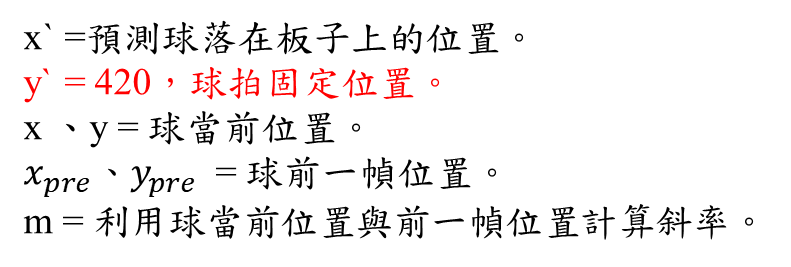 x` =預測球落在板子上的位置。
y` = 420，球拍固定位置。
x 、y = 球當前位置。
𝑥𝑝𝑟𝑒、𝑦𝑝𝑟𝑒 = 球前一幀位置。
m = 利用球當前位置與前一幀位置計算斜率。